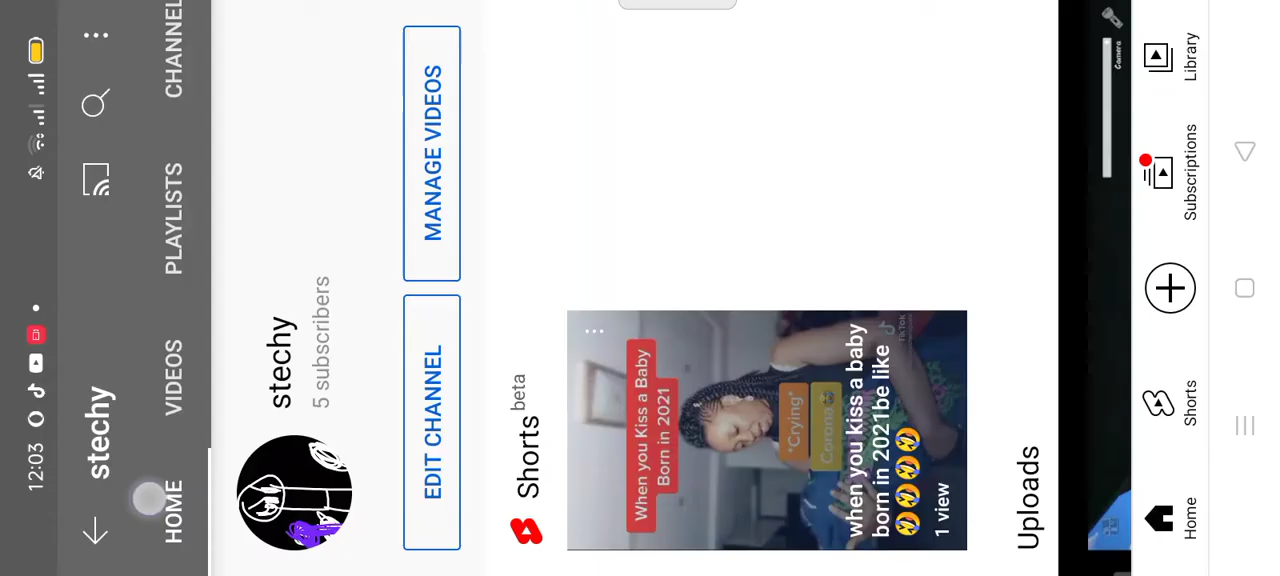 12:03
stechy
HOME
VIDEOS
PLAYLISTS
CHANNEL
stechy
5 subscribers
EDIT CHANNEL
MANAGE VIDEOS
Shorts beta
When you Kiss a Baby
Born in 2021
*Crying*
Corona😭
when you kiss a baby
born in 2021be like
🤣🤣🤣🤣
🤣🤣🤣🤣
1 view
TikTok
Uploads
Camera
Home
Shorts
Subscriptions
Library